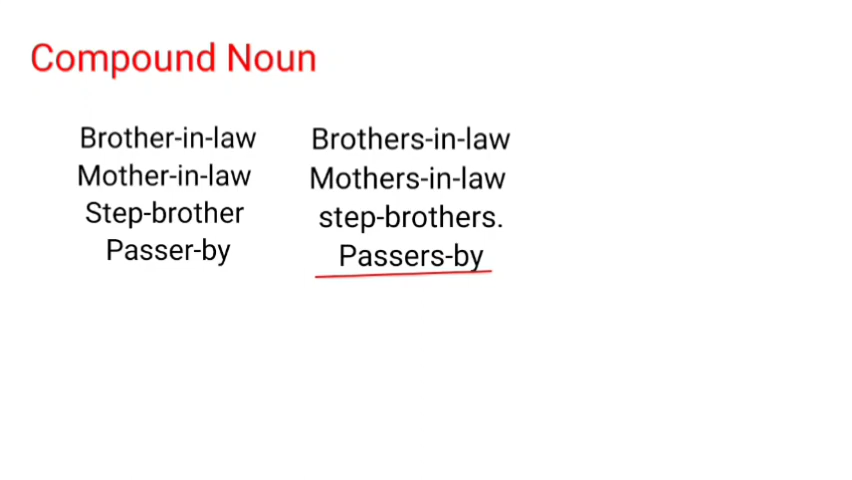 Compound Noun
Brother-in-law Brothers-in-law
Mother-in-law Mothers-in-law
Step-brother step-brothers.
Passer-by Passers-by